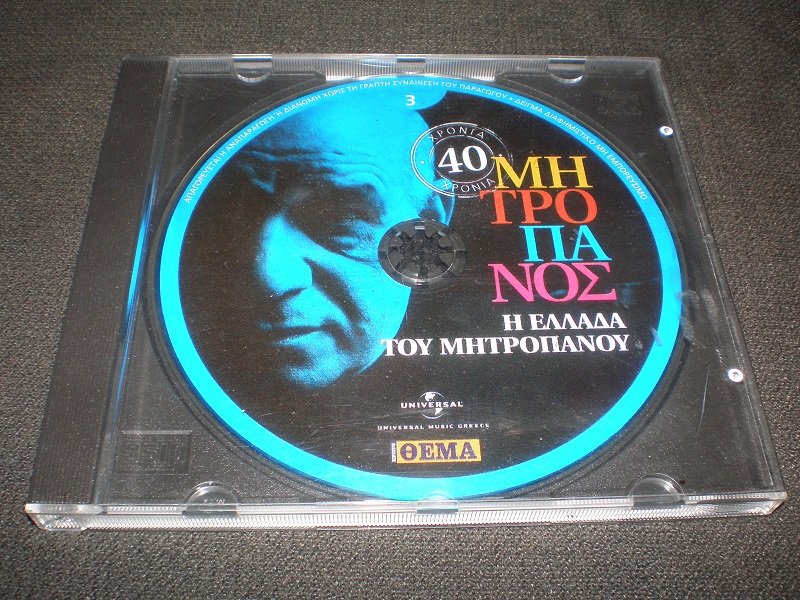 ΑΠΑΓΟΡΕΥΕΤΑΙ Η ΑΝΑΠΑΡΑΓΩΓΗ Ή ΔΙΑΝΟΜΗ ΧΩΡΙΣ ΤΗ ΓΡΑΠΤΗ ΣΥΝΑΙΝΕΣΗ ΤΟΥ ΠΑΡΑΓΩΓΟΥ • ΔΕΙΓΜΑ ΔΙΑΦΗΜΙΣΤΙΚΟ ΜΗ ΕΜΠΟΡΕΥΣΙΜΟ
3
ΧΡΟΝΙΑ
40
ΧΡΟΝΙΑ
ΜΗ
ΤΡΟ
ΠΑ
ΝΟΣ
Η ΕΛΛΑΔΑ
ΤΟΥ ΜΗΤΡΟΠΑΝΟΥ
UNIVERSAL
UNIVERSAL MUSIC GREECE
ΘΕΜΑ